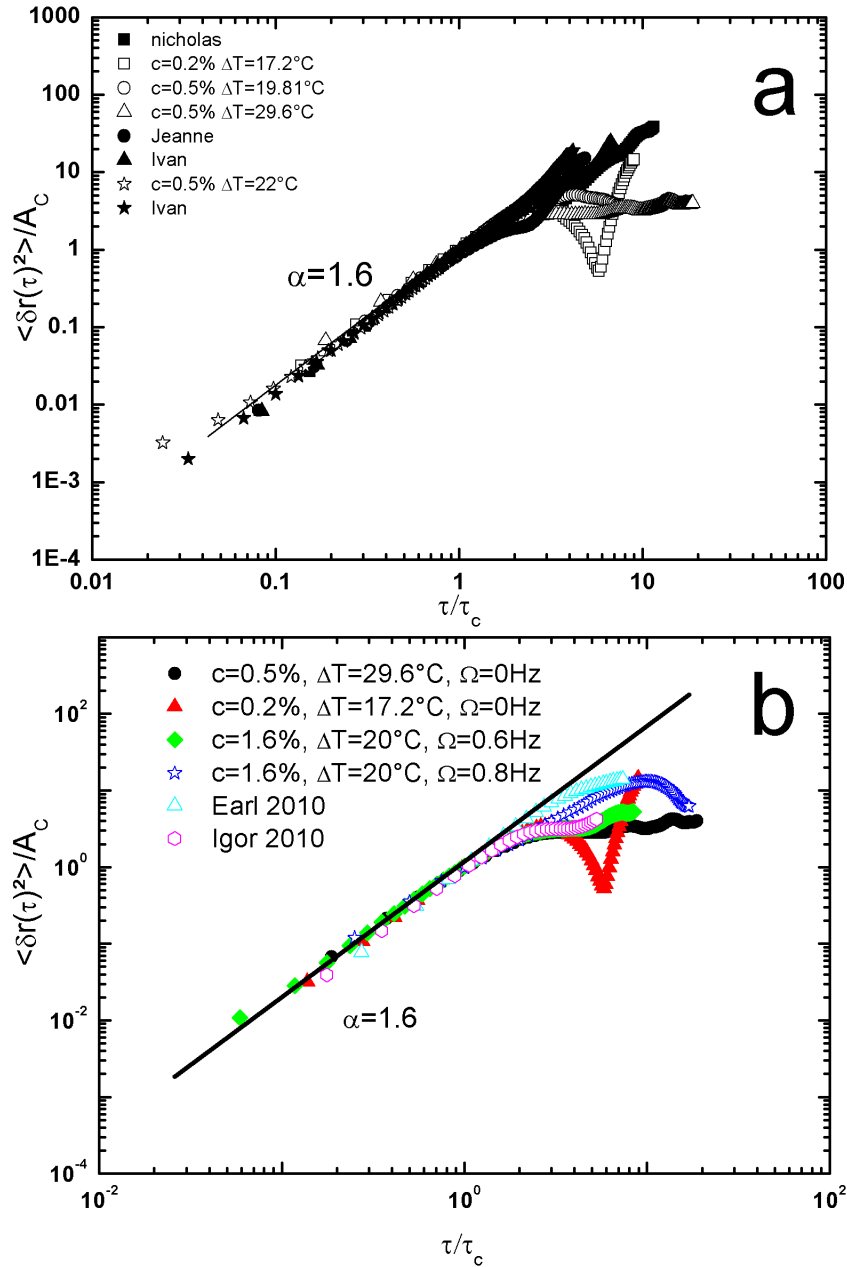 1000
100
10
1
0.1
0.01
1E-3
1E-4
<δr(τ)²>/A_C
nicholas
c=0.2% ΔT=17.2°C
c=0.5% ΔT=19.81°C
c=0.5% ΔT=29.6°C
Jeanne
Ivan
c=0.5% ΔT=22°C
Ivan
a
α=1.6
0.01 0.1 1 10 100
τ/τ_c
10²
10⁰
10⁻²
10⁻⁴
<δr(τ)²>/A_C
c=0.5%, ΔT=29.6°C, Ω=0Hz
c=0.2%, ΔT=17.2°C, Ω=0Hz
c=1.6%, ΔT=20°C, Ω=0.6Hz
c=1.6%, ΔT=20°C, Ω=0.8Hz
Earl 2010
Igor 2010
b
α=1.6
10⁻² 10⁻¹ 10⁰ 10¹ 10²
τ/τ_c